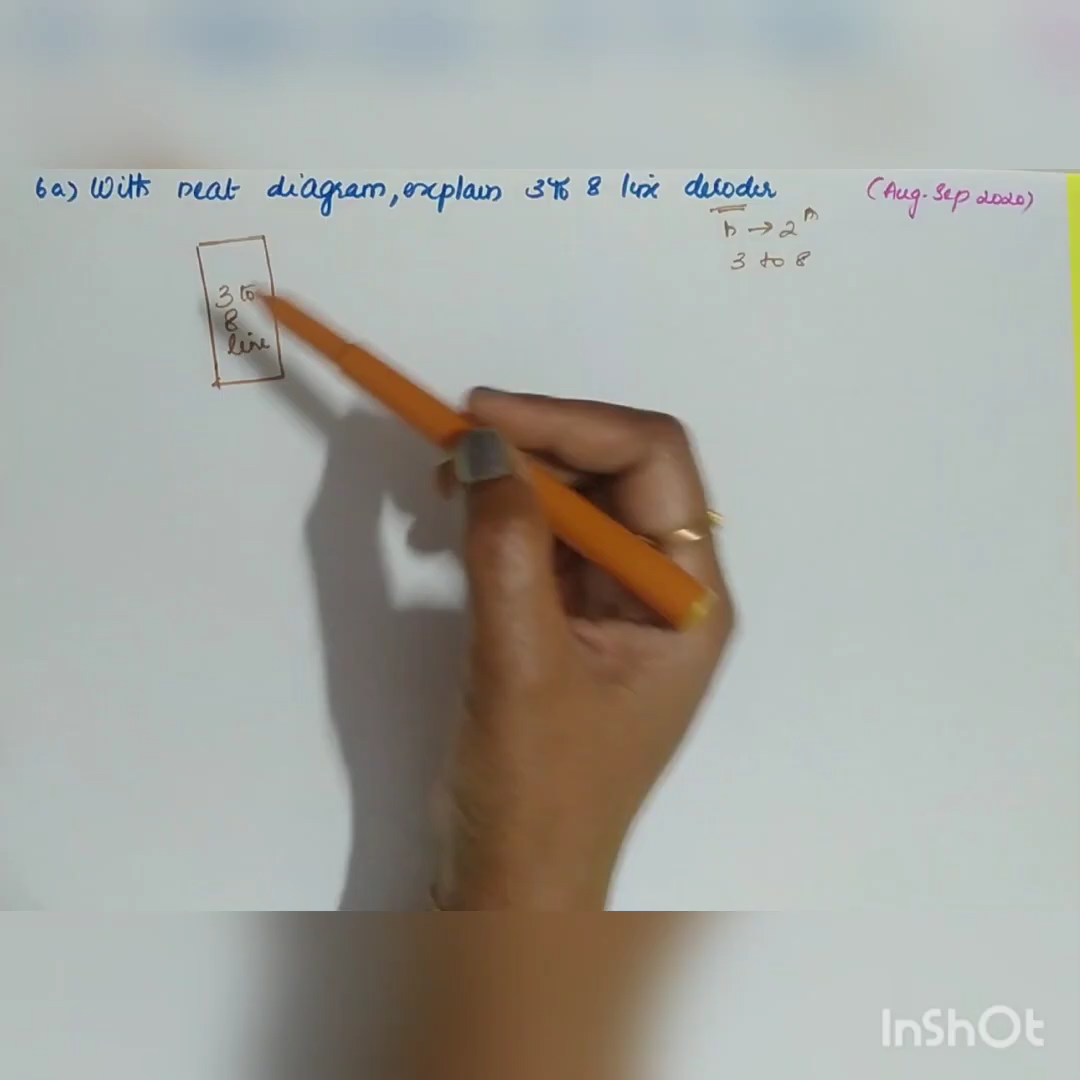 6a) With neat diagram, explain 3 to 8 line decoder (Aug-Sep 2020)
n → 2ⁿ
3 to 8
3 to
8
line
InShOt